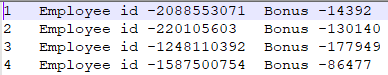 1 Employee id -2088553071 Bonus -14392
2 Employee id -220105603 Bonus -130140
3 Employee id -1248110392 Bonus -177949
4 Employee id -1587500754 Bonus -86477